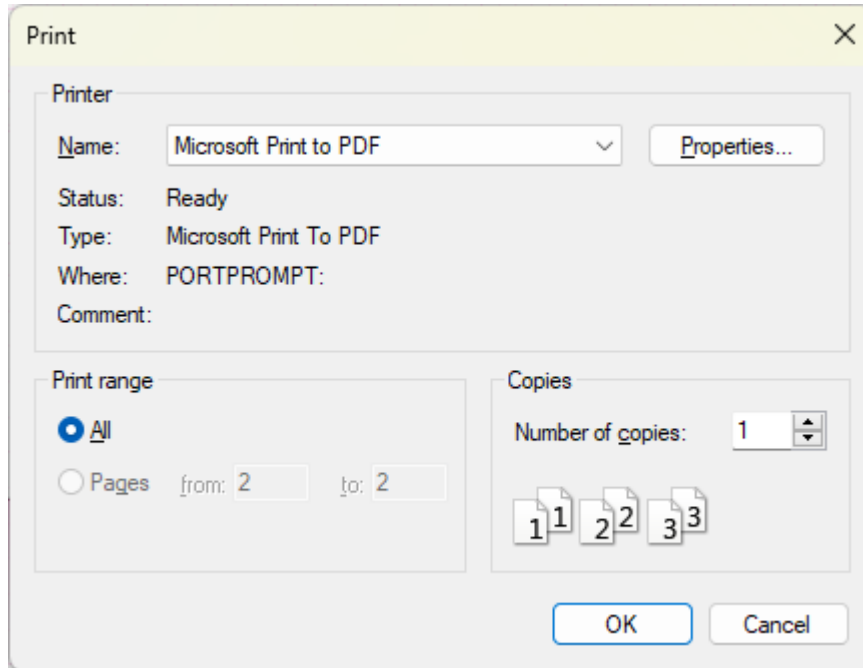 Print
Printer
Name: Microsoft Print to PDF Properties...
Status: Ready
Type: Microsoft Print To PDF
Where: PORTPROMPT:
Comment:
Print range
All
Pages from: 2 to: 2
Copies
Number of copies: 1
1 1 2 2 3 3
OK Cancel